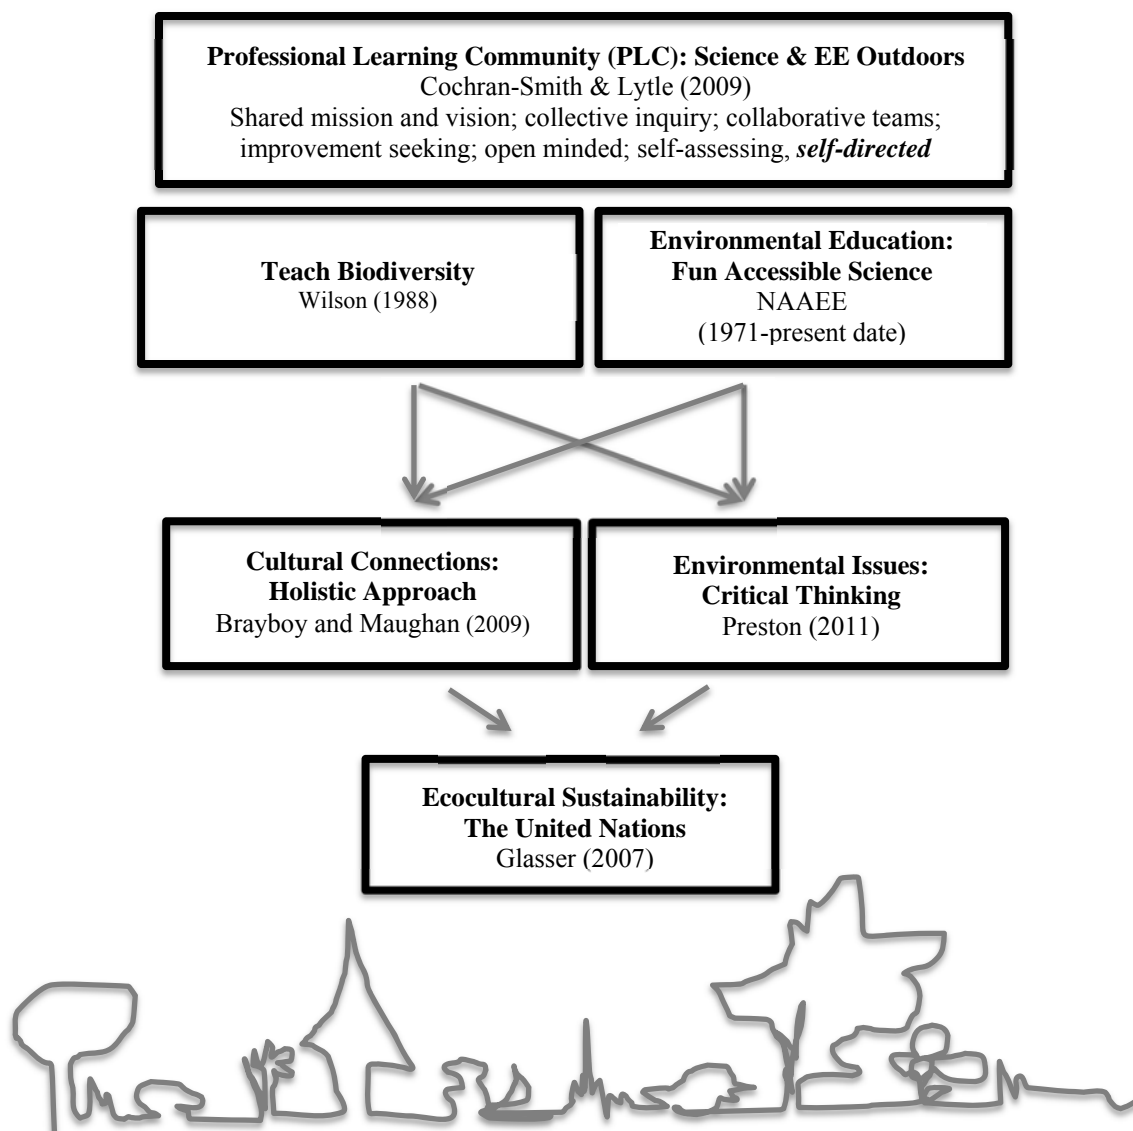 Professional Learning Community (PLC): Science & EE Outdoors
Cochran-Smith & Lytle (2009)
Shared mission and vision; collective inquiry; collaborative teams;
improvement seeking; open minded; self-assessing, self-directed
Teach Biodiversity
Wilson (1988)
Environmental Education:
Fun Accessible Science
NAAEE
(1971-present date)
Cultural Connections:
Holistic Approach
Brayboy and Maughan (2009)
Environmental Issues:
Critical Thinking
Preston (2011)
Ecocultural Sustainability:
The United Nations
Glasser (2007)